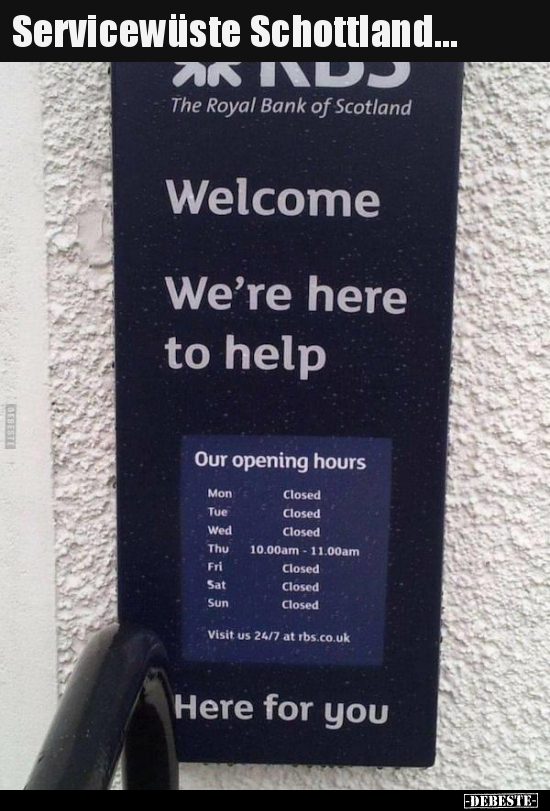 Servicewüste Schottland...
RBS
The Royal Bank of Scotland
Welcome
We're here
to help
Our opening hours
Mon Closed
Tue Closed
Wed Closed
Thu 10.00am - 11.00am
Fri Closed
Sat Closed
Sun Closed
Visit us 24/7 at rbs.co.uk
Here for you
DEBESTE
-DEBESTE-